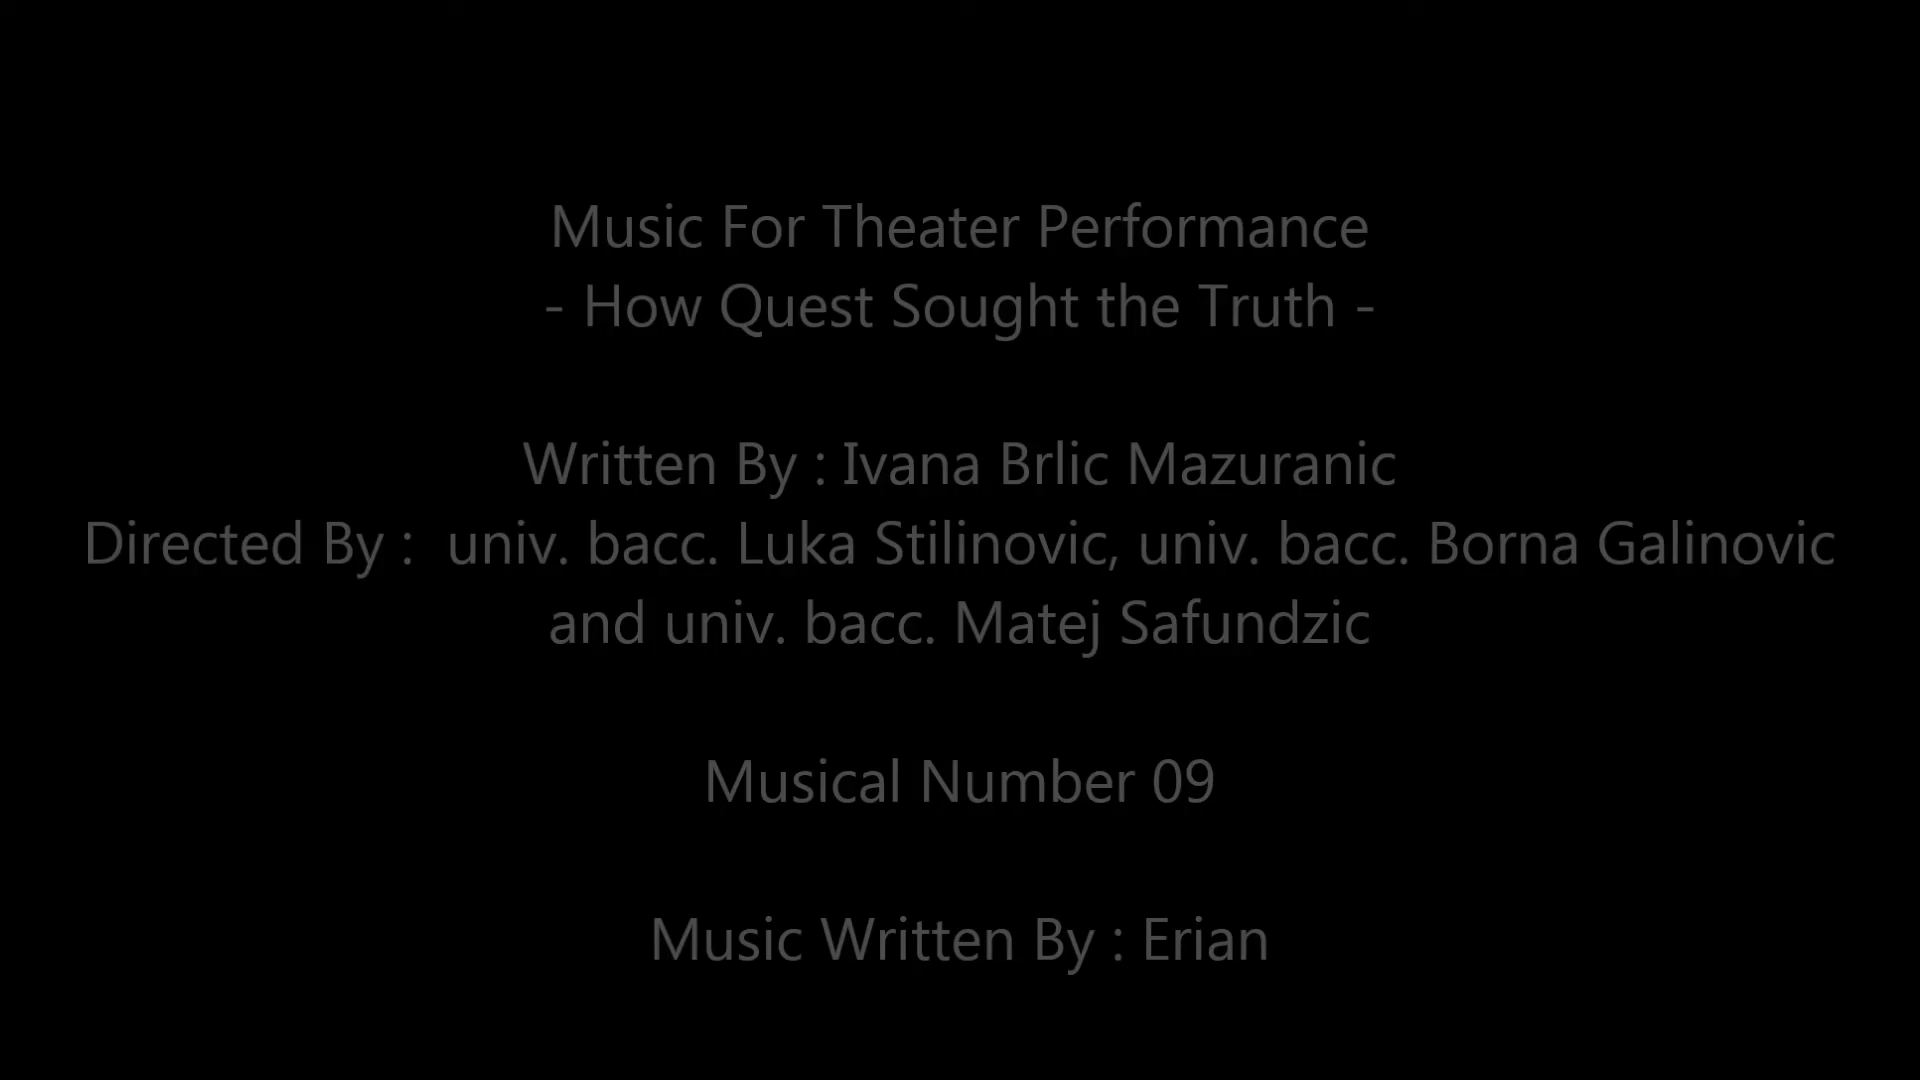 Music For Theater Performance
- How Quest Sought the Truth -
Written By : Ivana Brlic Mazuranic
Directed By :  univ. bacc. Luka Stilinovic, univ. bacc. Borna Galinovic
and univ. bacc. Matej Safundzic
Musical Number 09
Music Written By : Erian